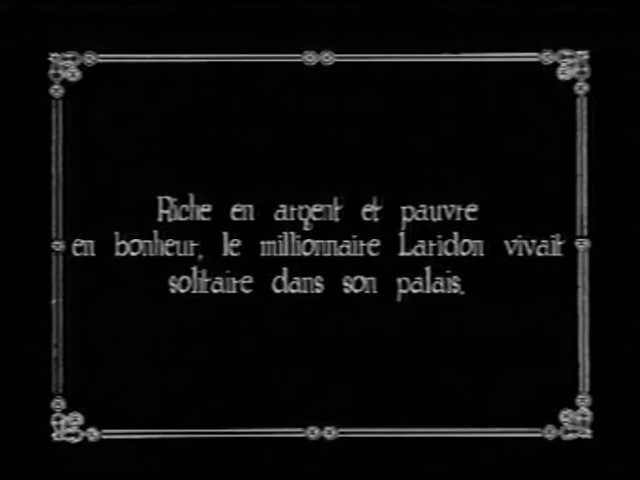 Riche en argent et pauvre
en bonheur, le millionnaire Laridon vivait
solitaire dans son palais.